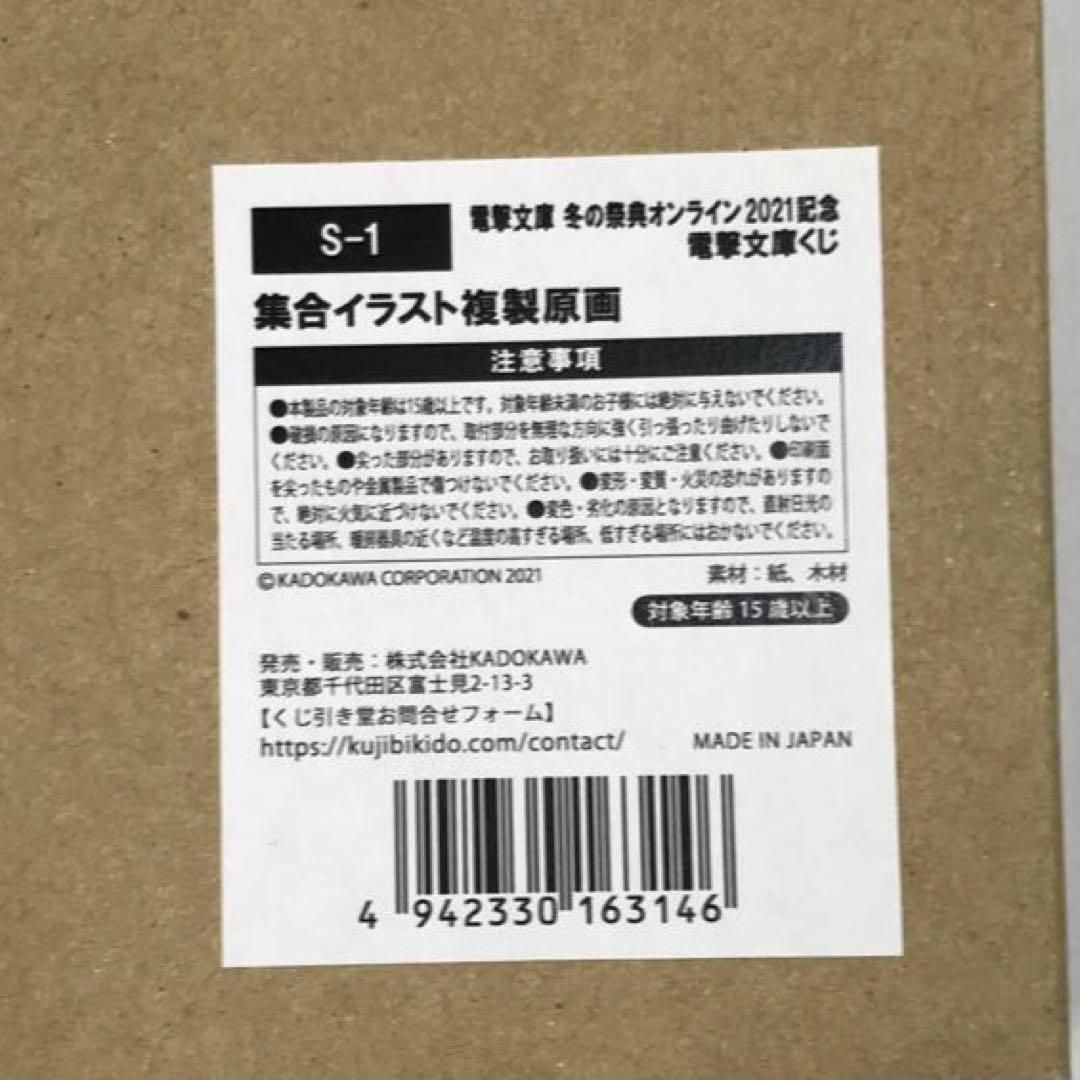 S-1
電撃文庫 冬の祭典オンライン2021記念
電撃文庫くじ
集合イラスト複製原画
注意事項
●本製品の対象年齢は15歳以上です。対象年齢未満のお子様には絶対に与えないでください。
●破損の原因になりますので、取付部分を無理な方向に強く引っ張ったり曲げたりしないで
ください。●尖った部分がありますので、お取り扱いには十分にご注意ください。●印刷面
を尖ったものや金属製品で傷つけないでください。●変形・変質・火災の恐れがありますの
で、絶対に火気に近づけないでください。●変色・劣化の原因となりますので、直射日光の
当たる場所、暖房器具の近くなど温度の高すぎる場所、低すぎる場所にはおかないでください。
©KADOKAWA CORPORATION 2021
素材：紙、木材
対象年齢 15 歳以上
発売・販売：株式会社KADOKAWA
東京都千代田区富士見2-13-3
【くじ引き堂お問合せフォーム】
https://kujibikido.com/contact/
MADE IN JAPAN
4 942330 163146